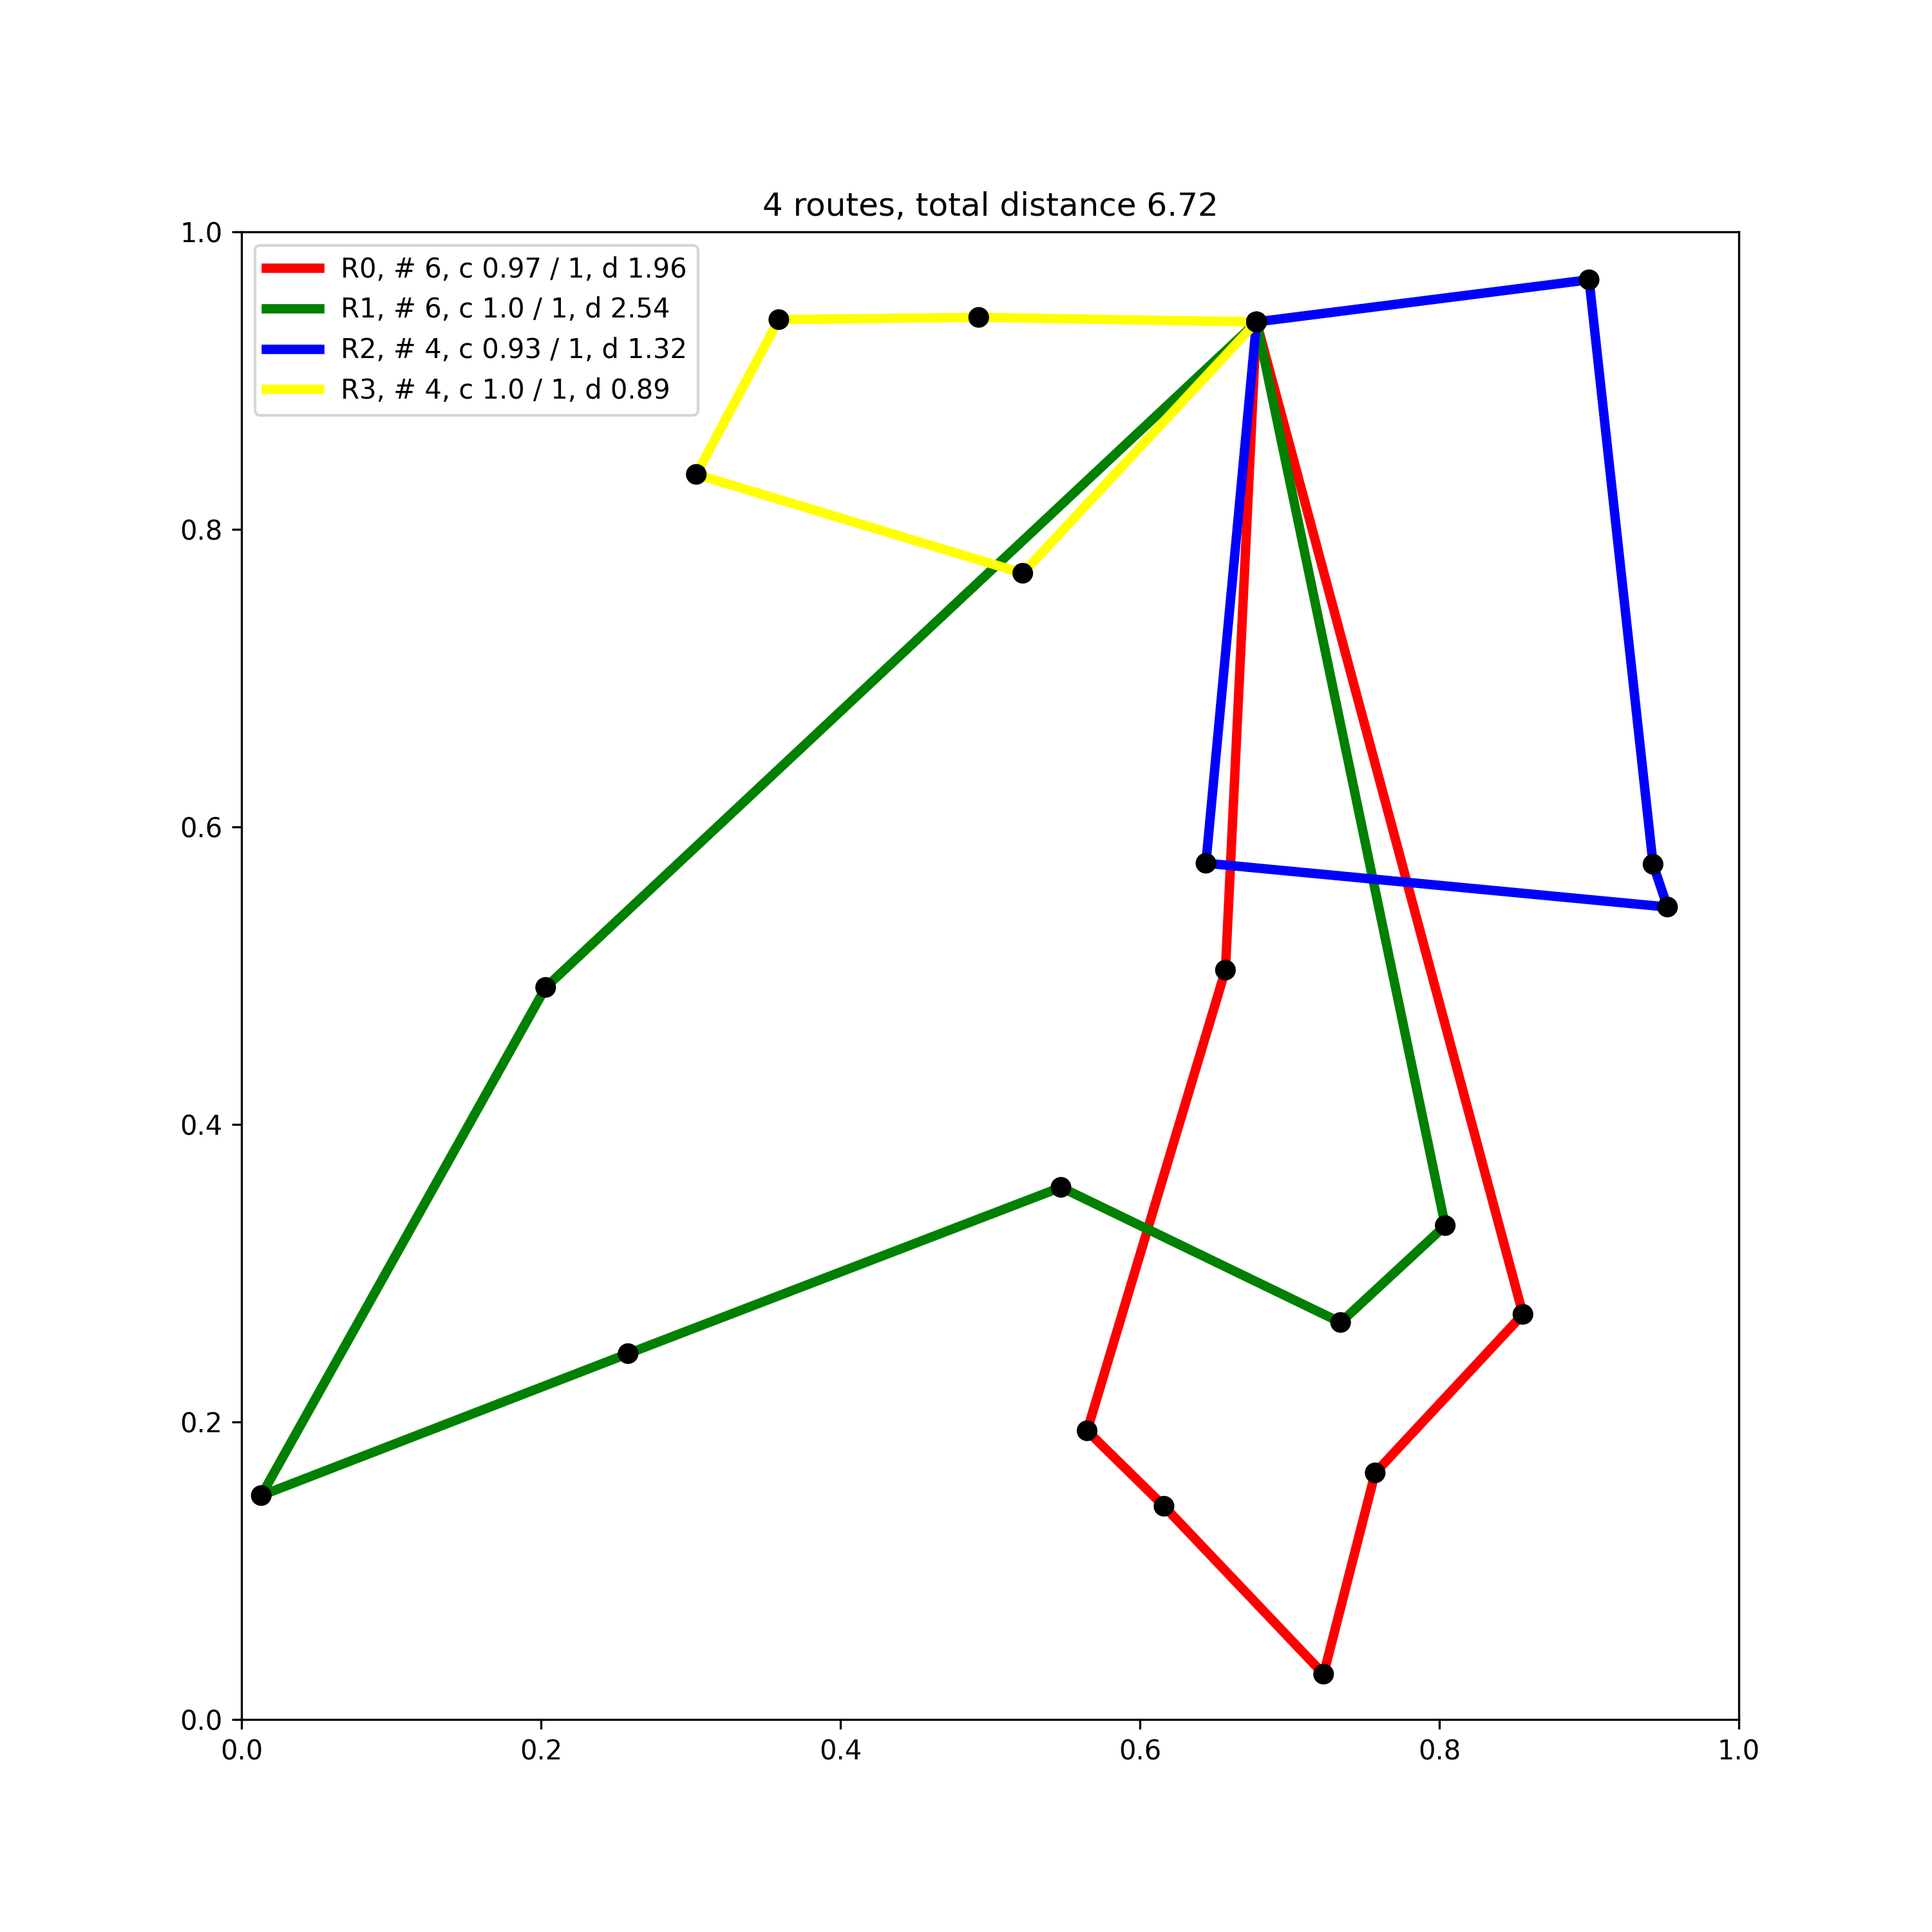 4 routes, total distance 6.72
1.0
R0, # 6, c 0.97 / 1, d 1.96
R1, # 6, c 1.0 / 1, d 2.54
R2, # 4, c 0.93 / 1, d 1.32
R3, # 4, c 1.0 / 1, d 0.89
0.8
0.6
0.4
0.2
0.0
0.0 0.2 0.4 0.6 0.8 1.0